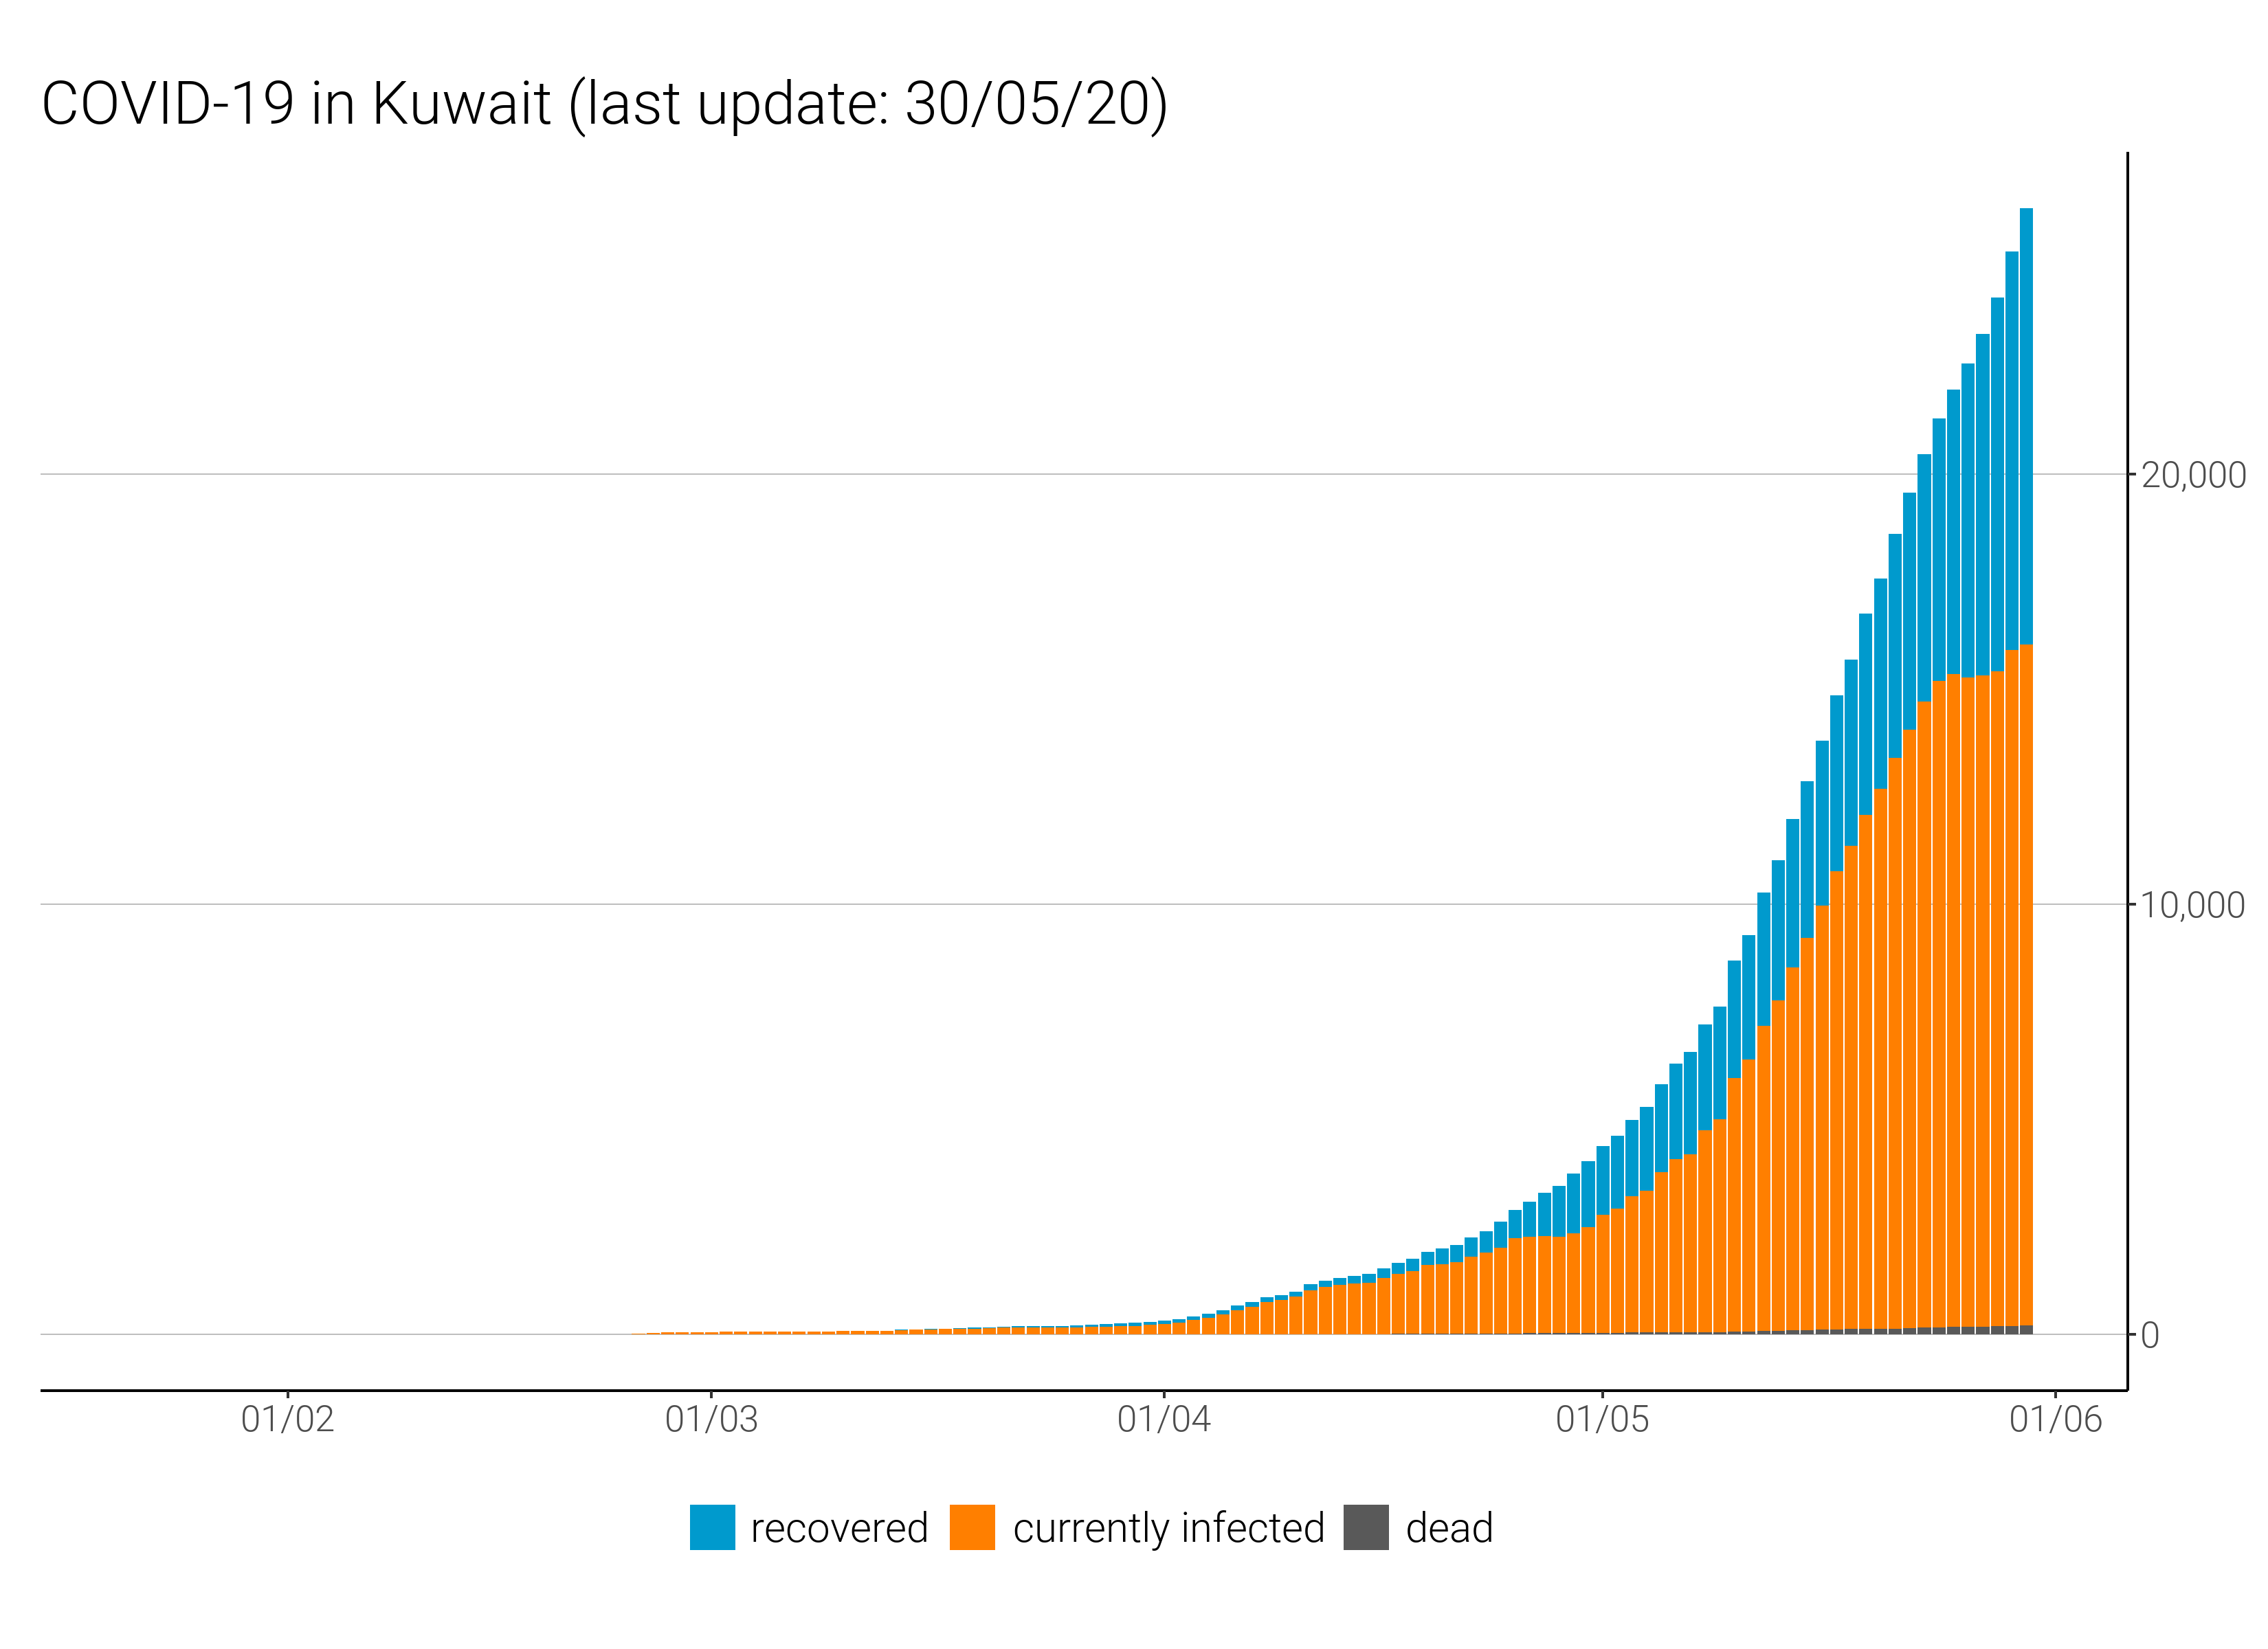 COVID-19 in Kuwait (last update: 30/05/20)
20,000
10,000
0
01/02 01/03 01/04 01/05 01/06
recovered currently infected dead